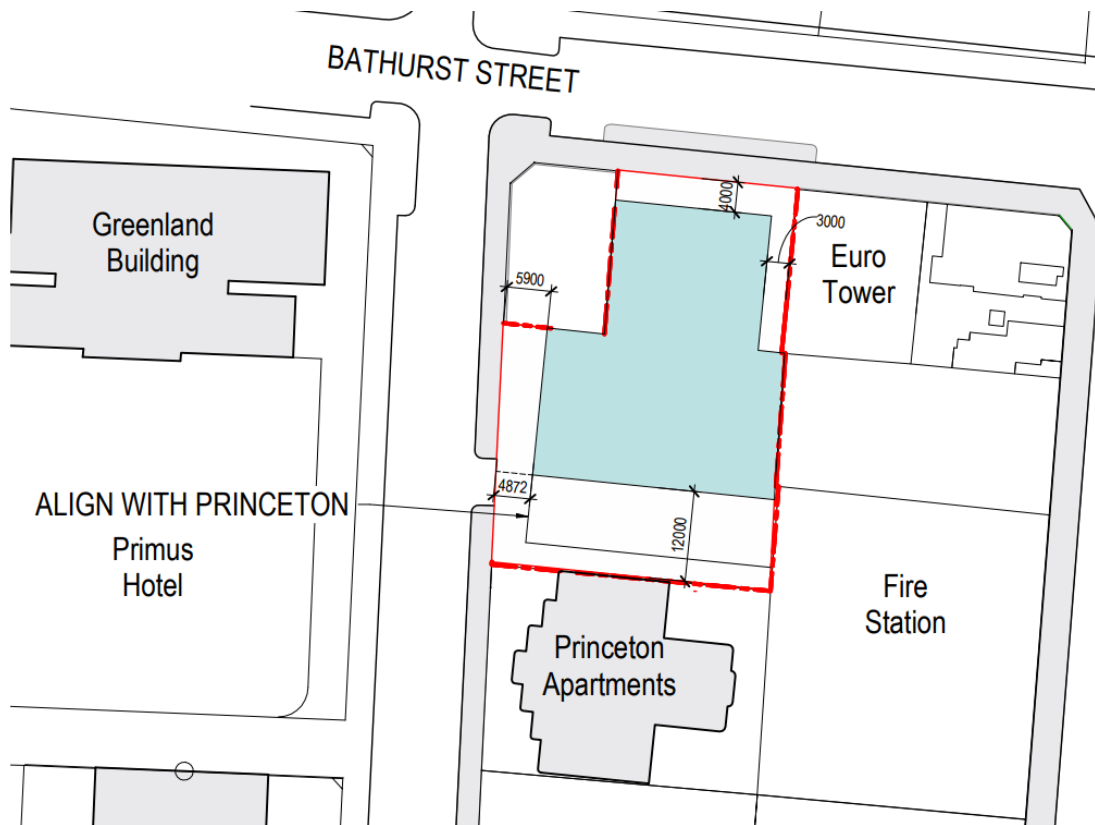 BATHURST STREET
4000
3000
Greenland
Building
Euro
Tower
5900
4872
ALIGN WITH PRINCETON
12000
Primus
Hotel
Fire
Station
Princeton
Apartments